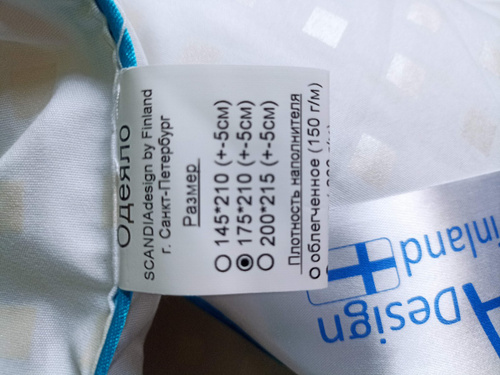 Одеяло
SCANDIAdesign by Finland
г. Санкт-Петербург
Размер
145*210 (+-5см)
175*210 (+-5см)
200*215 (+-5см)
Плотность наполнителя
облегченное (150 г/м)
Design
inland